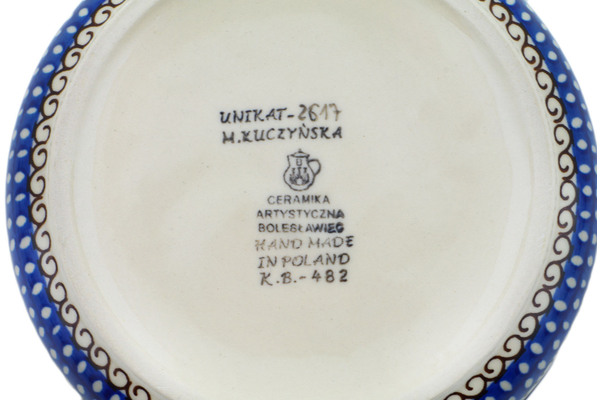 UNIKAT-2617
M.KUCZYŃSKA
CERAMIKA
ARTYSTYCZNA
BOLESŁAWIEC
HAND MADE
IN POLAND
K.B.-482